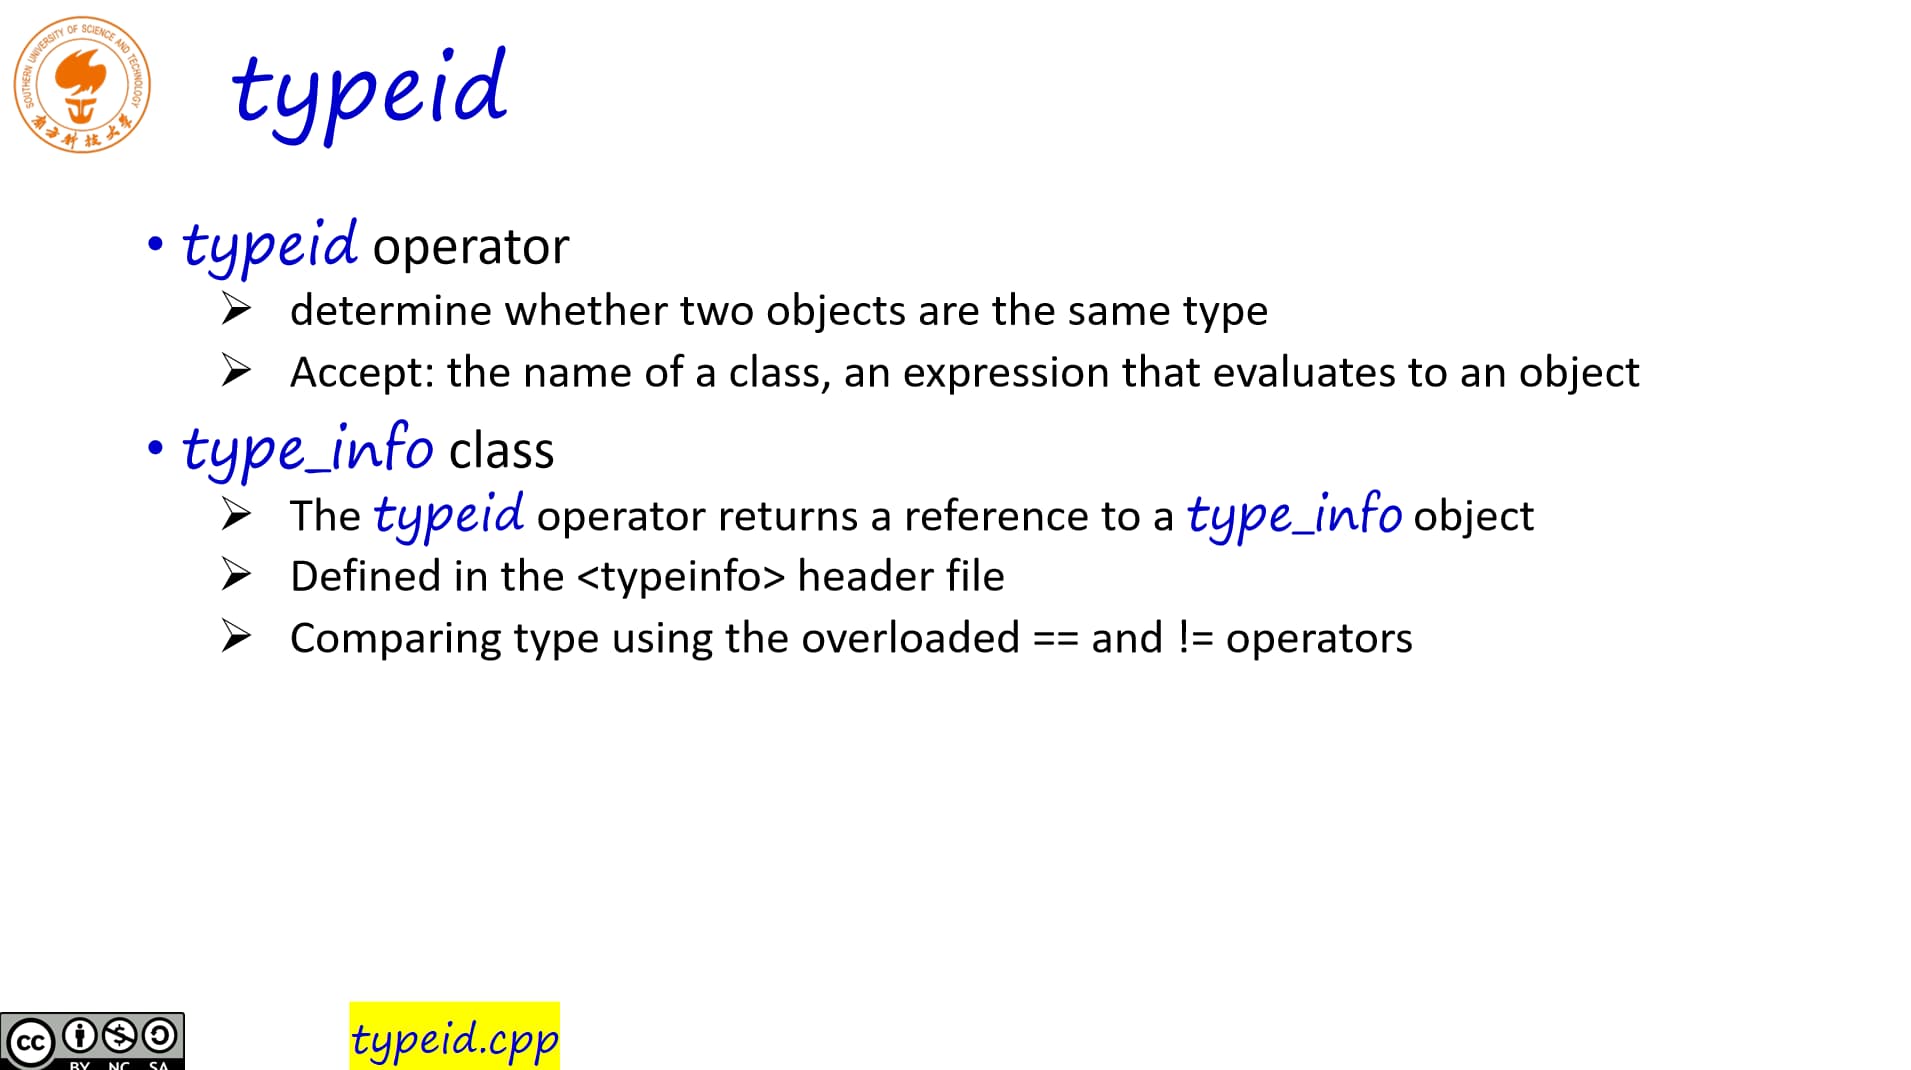 SOUTHERN UNIVERSITY OF SCIENCE AND TECHNOLOGY
南方科技大学
typeid
• typeid operator
➢ determine whether two objects are the same type
➢ Accept: the name of a class, an expression that evaluates to an object
• type_info class
➢ The typeid operator returns a reference to a type_info object
➢ Defined in the <typeinfo> header file
➢ Comparing type using the overloaded == and != operators
cc
BY NC SA
typeid.cpp